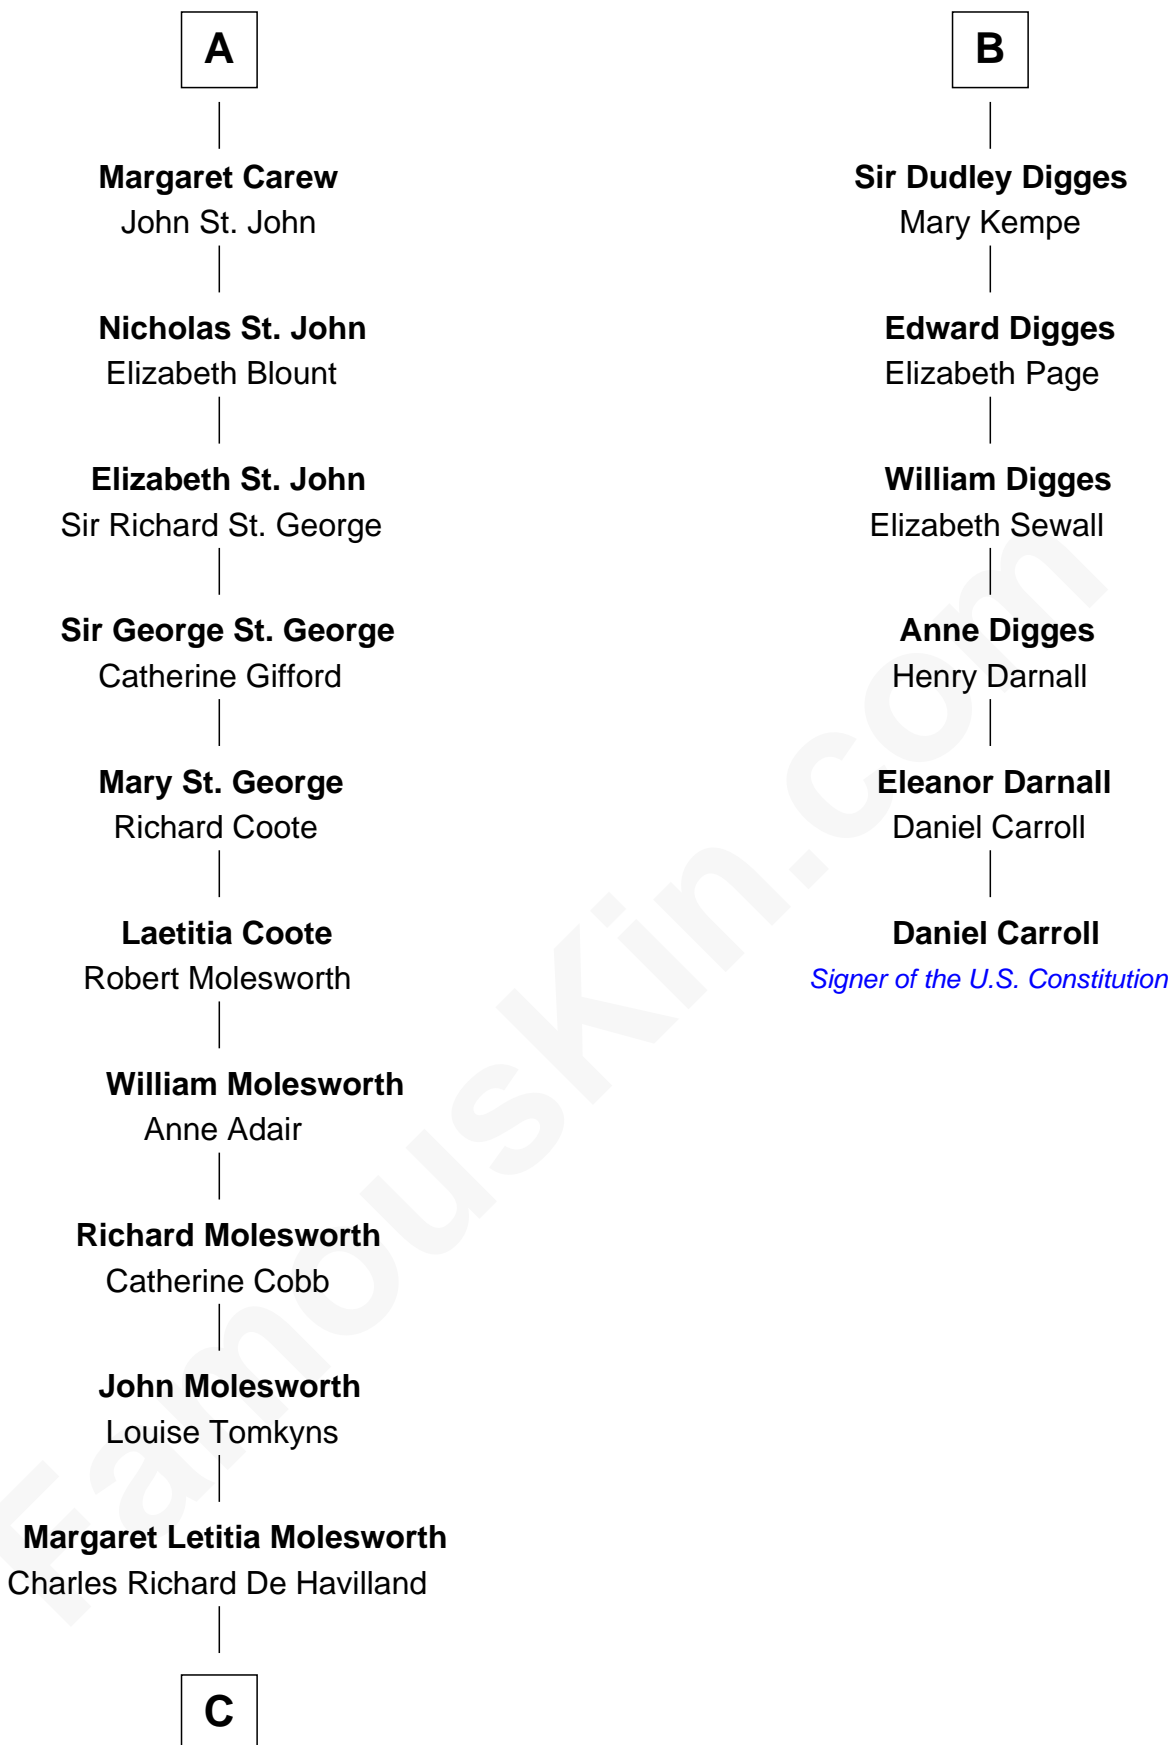 A
Margaret Carew
John St. John
Nicholas St. John
Elizabeth Blount
Elizabeth St. John
Sir Richard St. George
Sir George St. George
Catherine Gifford
Mary St. George
Richard Coote
Laetitia Coote
Robert Molesworth
William Molesworth
Anne Adair
Richard Molesworth
Catherine Cobb
John Molesworth
Louise Tomkyns
Margaret Letitia Molesworth
Charles Richard De Havilland
C
B
Sir Dudley Digges
Mary Kempe
Edward Digges
Elizabeth Page
William Digges
Elizabeth Sewall
Anne Digges
Henry Darnall
Eleanor Darnall
Daniel Carroll
Daniel Carroll
Signer of the U.S. Constitution
FamousKin.com